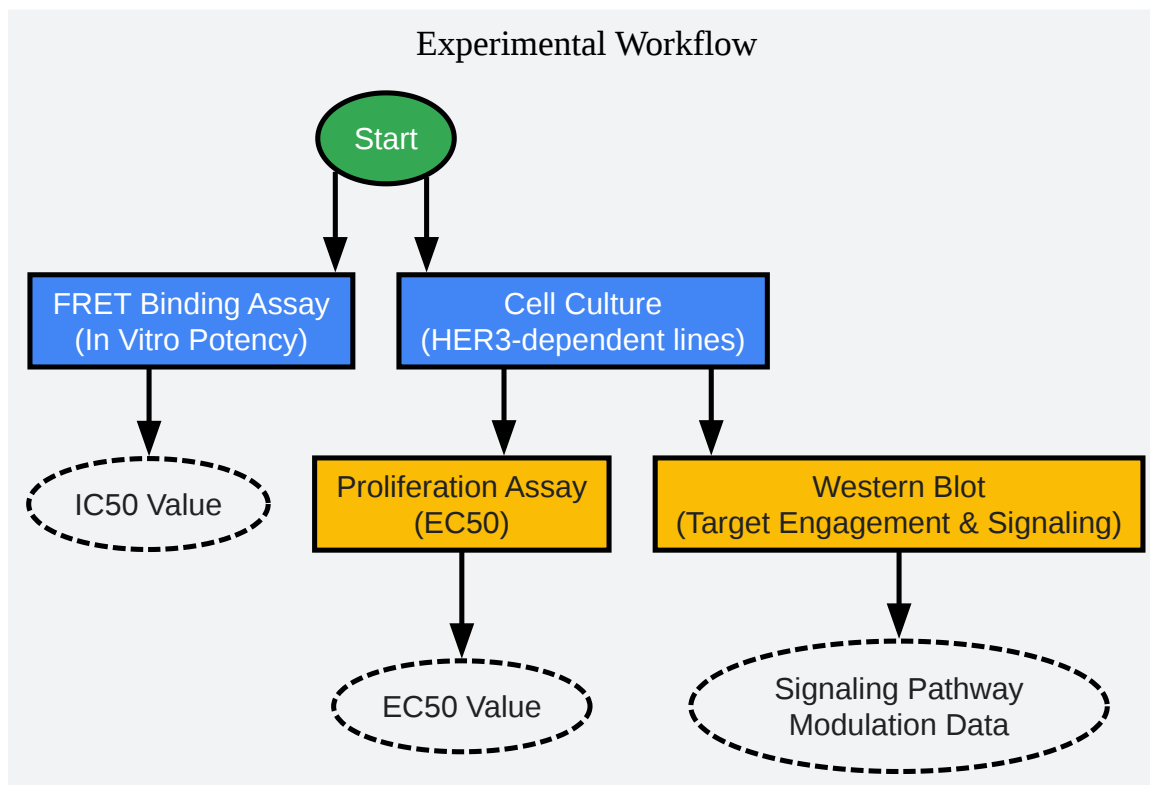 Experimental Workflow
Start
FRET Binding Assay
(In Vitro Potency)
Cell Culture
(HER3-dependent lines)
IC50 Value
Proliferation Assay
(EC50)
Western Blot
(Target Engagement & Signaling)
EC50 Value
Signaling Pathway
Modulation Data